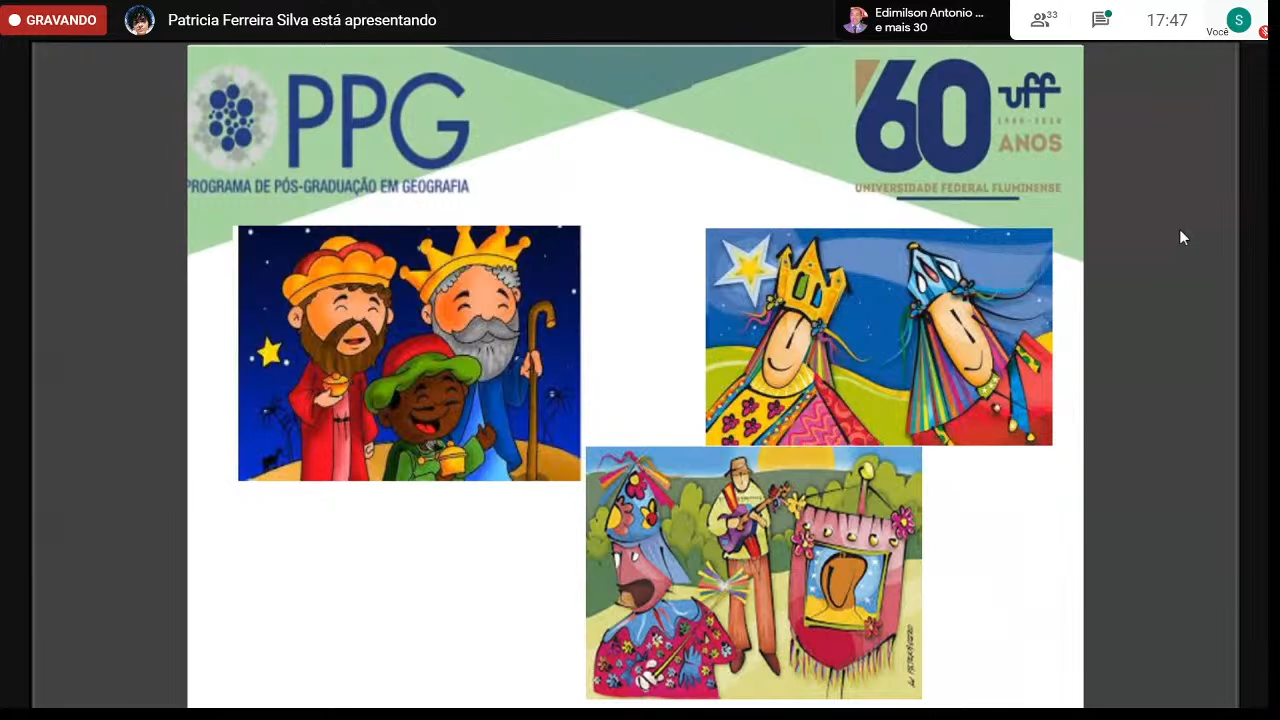 GRAVANDO
Patricia Ferreira Silva está apresentando
Edimilson Antonio ...
e mais 30
33
17:47
Você
S
PPG
PROGRAMA DE PÓS-GRADUAÇÃO EM GEOGRAFIA
60
uff
ANOS
UNIVERSIDADE FEDERAL FLUMINENSE